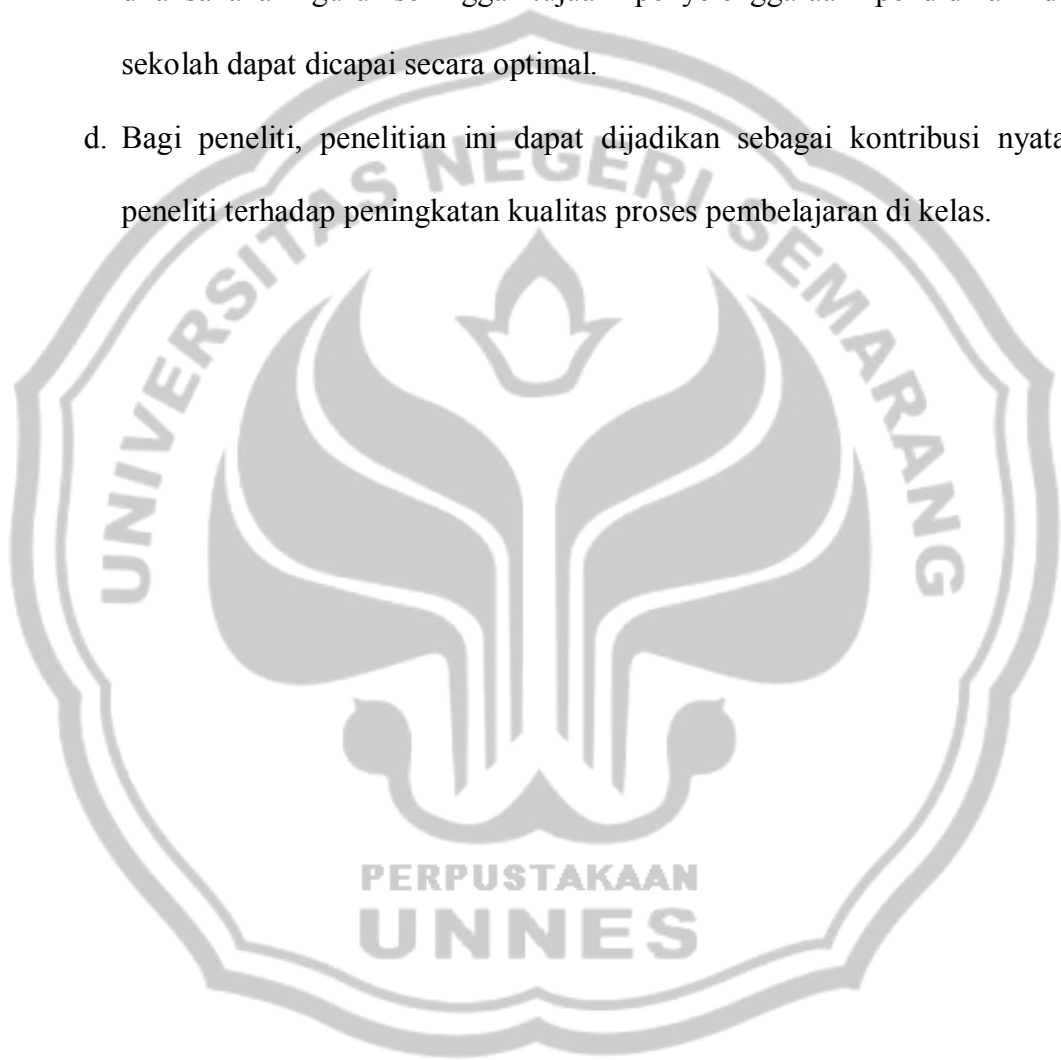 sekolah dapat dicapai secara optimal.
d. Bagi peneliti, penelitian ini dapat dijadikan sebagai kontribusi nyata
peneliti terhadap peningkatan kualitas proses pembelajaran di kelas.
UNIVERSITAS NEGERI SEMARANG
PERPUSTAKAAN
UNNES